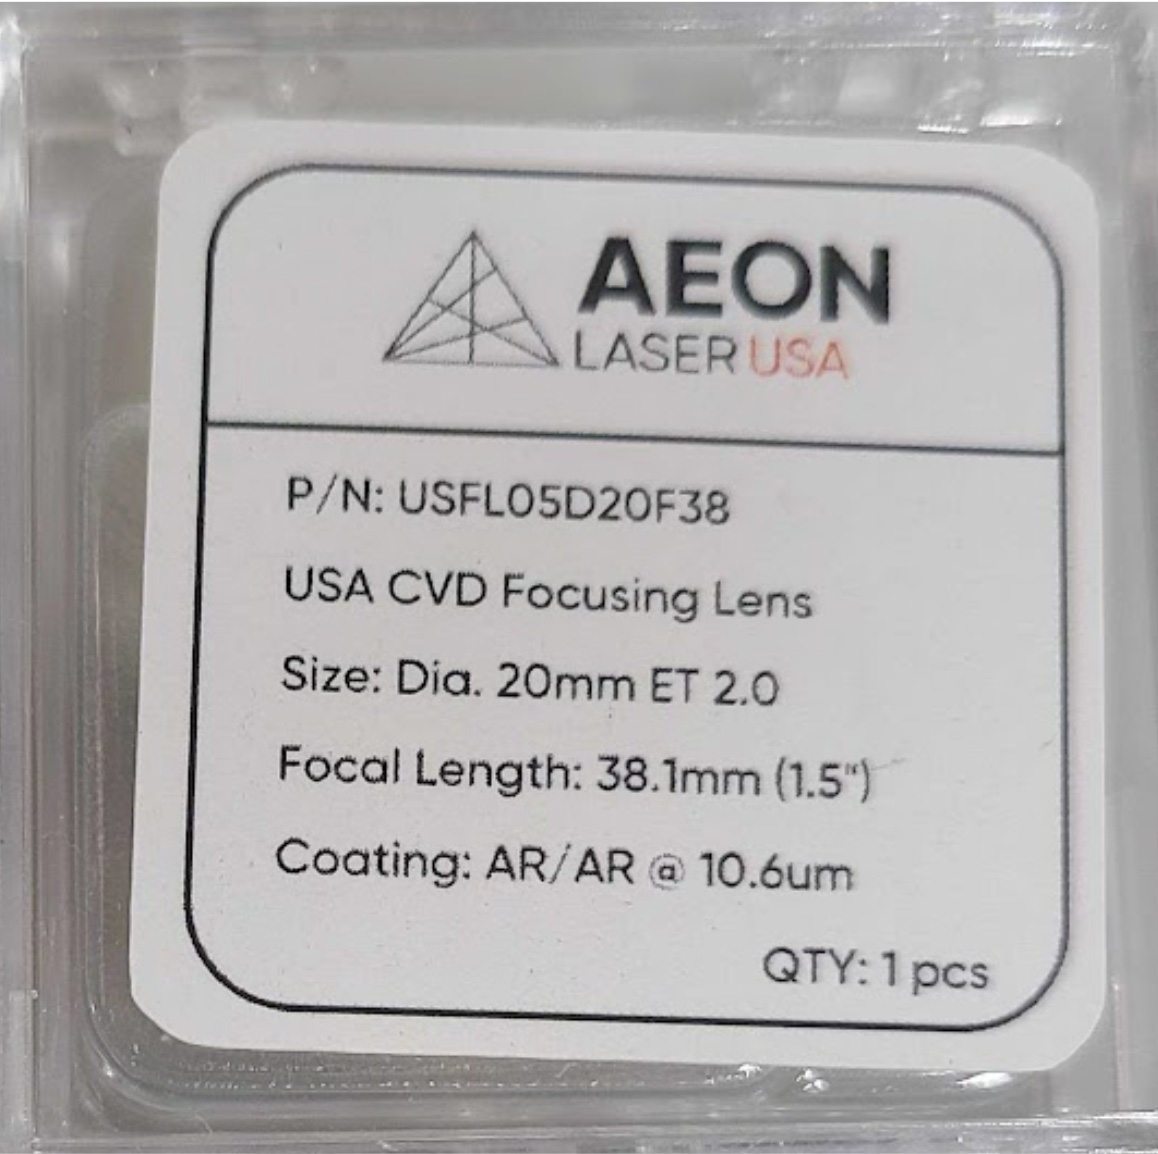 AEON
LASER USA
P/N: USFL05D20F38
USA CVD Focusing Lens
Size: Dia. 20mm ET 2.0
Focal Length: 38.1mm (1.5")
Coating: AR/AR @ 10.6um
QTY: 1 pcs